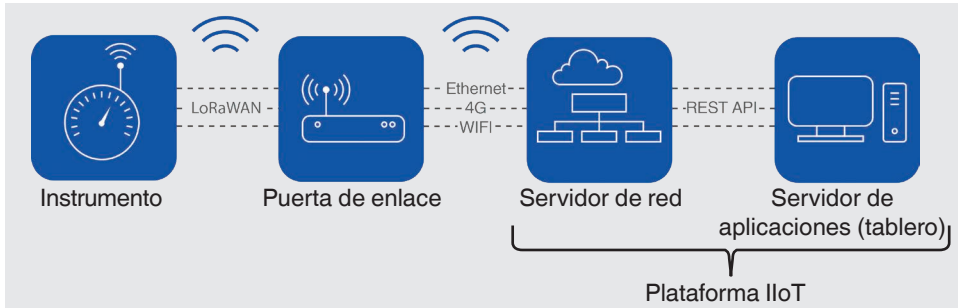 LoRaWAN
Ethernet
4G
WIFI
REST API
Instrumento
Puerta de enlace
Servidor de red
Servidor de
aplicaciones (tablero)
Plataforma IIoT